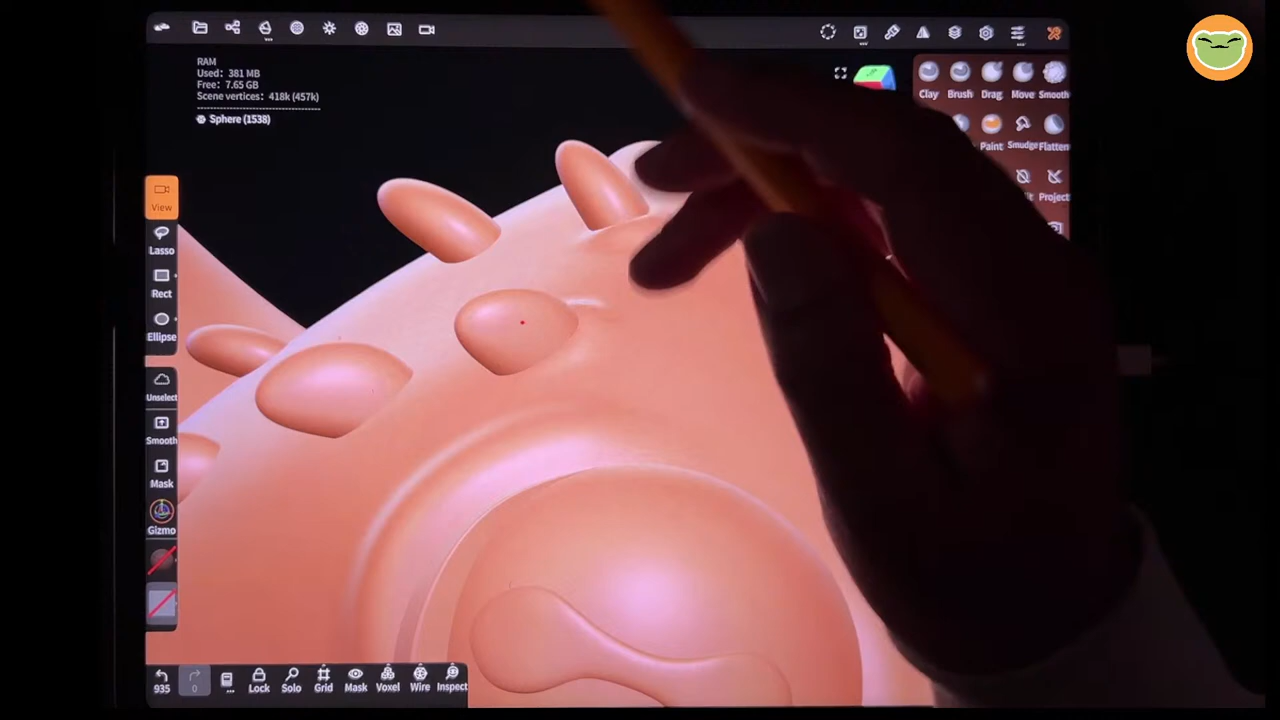 RAM
Used: 381 MB
Free: 7.65 GB
Scene vertices: 418k (457k)
Sphere (1538)
Clay Brush Drag Move Smooth
Paint Smudge Flatten
Project
View
Lasso
Rect
Ellipse
Unselect
Smooth
Mask
Gizmo
935 0 Lock Solo Grid Mask Voxel Wire Inspect